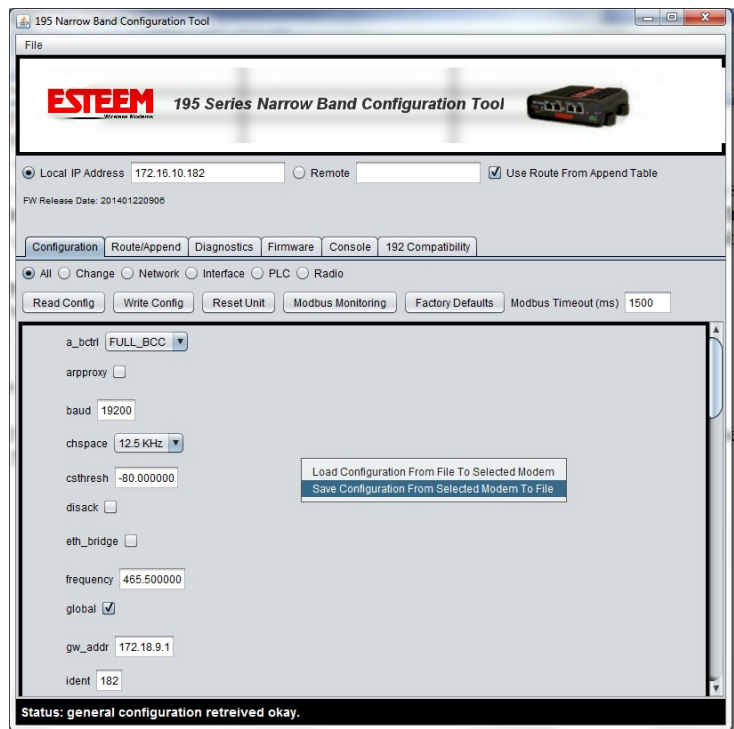 195 Narrow Band Configuration Tool
File
ESTEEM
Wireless Modems
195 Series Narrow Band Configuration Tool
Local IP Address 172.16.10.182 Remote Use Route From Append Table
FW Release Date: 201401220906
Configuration Route/Append Diagnostics Firmware Console 192 Compatibility
All Change Network Interface PLC Radio
Read Config Write Config Reset Unit Modbus Monitoring Factory Defaults Modbus Timeout (ms) 1500
a_bctrl FULL_BCC
arpproxy
baud 19200
chspace 12.5 KHz
csthresh -80.000000
Load Configuration From File To Selected Modem
Save Configuration From Selected Modem To File
disack
eth_bridge
frequency 465.500000
global
gw_addr 172.18.9.1
ident 182
Status: general configuration retreived okay.